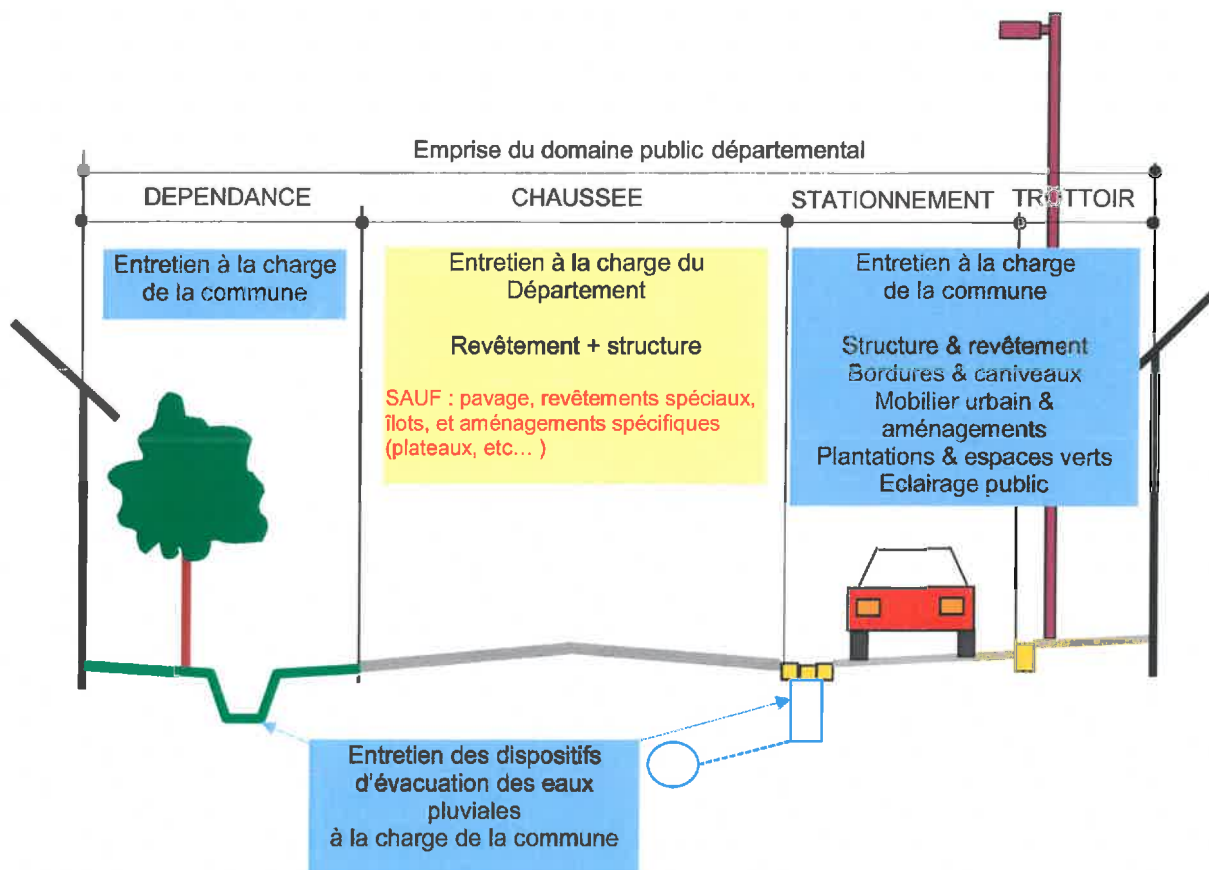 Emprise du domaine public départemental
DEPENDANCE
CHAUSSEE
STATIONNEMENT
TROTTOIR
Entretien à la charge
de la commune
Entretien à la charge du
Département
Revêtement + structure
SAUF : pavage, revêtements spéciaux,
îlots, et aménagements spécifiques
(plateaux, etc... )
Entretien à la charge
de la commune
Structure & revêtement
Bordures & caniveaux
Mobilier urbain &
aménagements
Plantations & espaces verts
Eclairage public
Entretien des dispositifs
d'évacuation des eaux
pluviales
à la charge de la commune